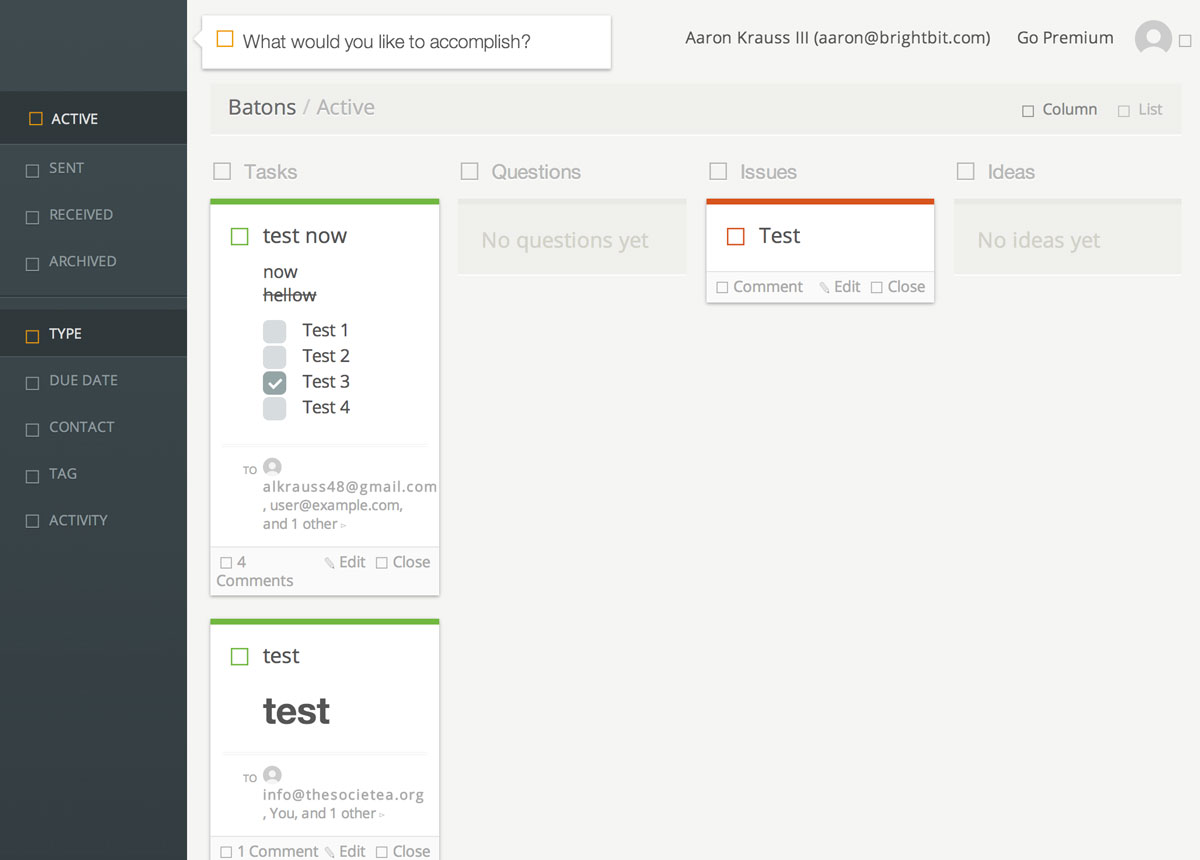 What would you like to accomplish?
Aaron Krauss III (aaron@brightbit.com)
Go Premium
ACTIVE
SENT
RECEIVED
ARCHIVED
TYPE
DUE DATE
CONTACT
TAG
ACTIVITY
Batons / Active
Column
List
Tasks
test now
now
hellow
Test 1
Test 2
Test 3
Test 4
TO
alkrauss48@gmail.com
, user@example.com,
and 1 other
4
Comments
Edit
Close
test
test
TO
info@thesocietea.org
, You, and 1 other
1 Comment
Edit
Close
Questions
No questions yet
Issues
Test
Comment
Edit
Close
Ideas
No ideas yet